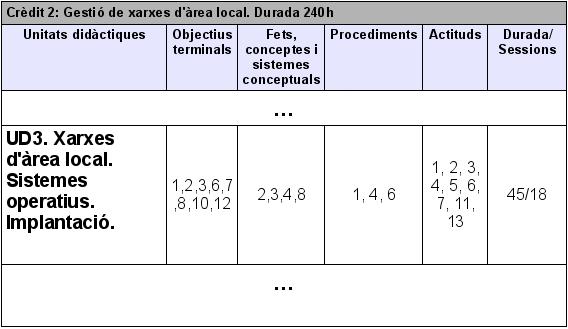 Crèdit 2: Gestió de xarxes d'àrea local. Durada 240h
Unitats didàctiques
Objectius
terminals
Fets,
conceptes i
sistemes
conceptuals
Procediments
Actituds
Durada/
Sessions
...
UD3. Xarxes
d'àrea local.
Sistemes
operatius.
Implantació.
1,2,3,6,7
,8,10,12
2,3,4,8
1, 4, 6
1, 2, 3,
4, 5, 6,
7, 11,
13
45/18
...